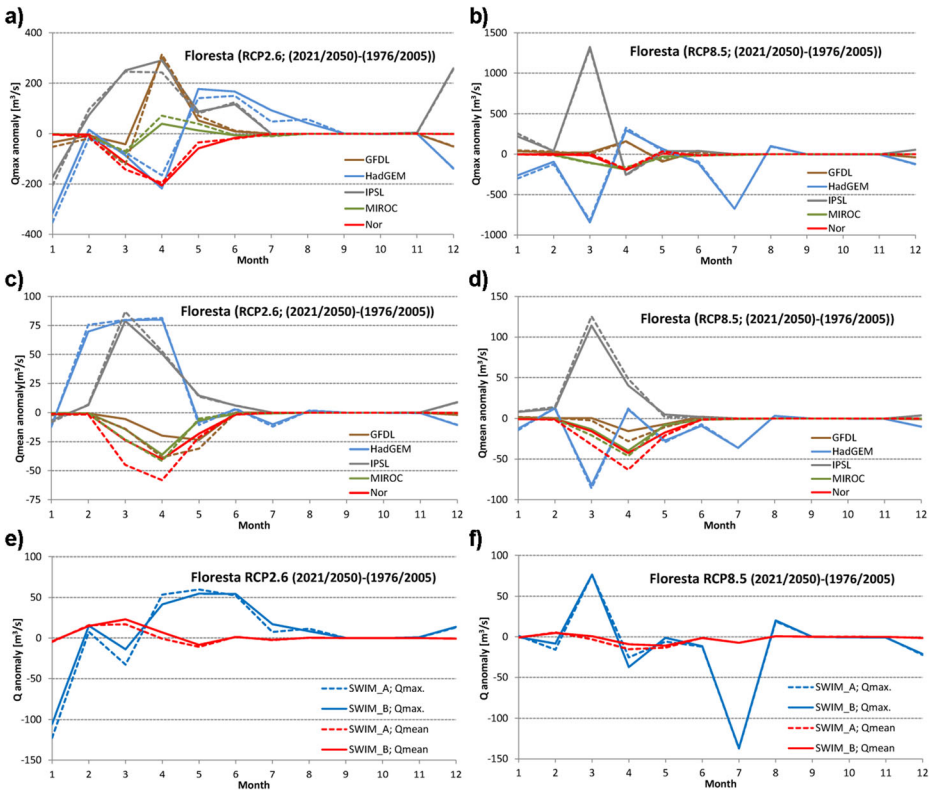 a)
Floresta (RCP2.6; (2021/2050)-(1976/2005))
Qmax anomaly [m³/s]
400
200
0
-200
-400
GFDL
HadGEM
IPSL
MIROC
Nor
1 2 3 4 5 6 7 8 9 10 11 12
Month
b)
Floresta (RCP8.5; (2021/2050)-(1976/2005))
Qmax anomaly [m³/s]
1500
1000
500
0
-500
-1000
GFDL
HadGEM
IPSL
MIROC
Nor
1 2 3 4 5 6 7 8 9 10 11 12
Month
c)
Floresta (RCP2.6; (2021/2050)-(1976/2005))
Qmean anomaly[m³/s]
100
75
50
25
0
-25
-50
-75
GFDL
HadGEM
IPSL
MIROC
Nor
1 2 3 4 5 6 7 8 9 10 11 12
Month
d)
Floresta (RCP8.5; (2021/2050)-(1976/2005))
Qmean anomaly [m³/s]
150
100
50
0
-50
-100
GFDL
HadGEM
IPSL
MIROC
Nor
1 2 3 4 5 6 7 8 9 10 11 12
Month
e)
Floresta RCP2.6 (2021/2050)-(1976/2005)
Q anomaly [m³/s]
100
50
0
-50
-100
-150
SWIM_A; Qmax.
SWIM_B; Qmax.
SWIM_A; Qmean
SWIM_B; Qmean
1 2 3 4 5 6 7 8 9 10 11 12
Month
f)
Floresta RCP8.5 (2021/2050)-(1976/2005)
Q anomaly [m³/s]
100
50
0
-50
-100
-150
SWIM_A; Qmax.
SWIM_B; Qmax.
SWIM_A; Qmean
SWIM_B; Qmean
1 2 3 4 5 6 7 8 9 10 11 12
Month